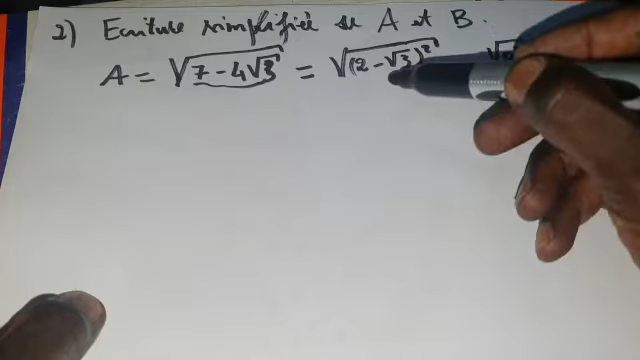 2) Ecriture simplifiée de A et B.
A = √(7 - 4√3) = √((2 - √3)²)